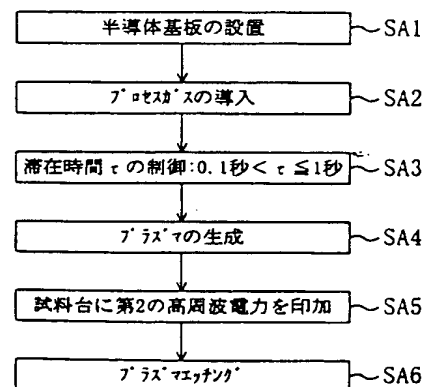 半導体基板の設置 SA1
プロセスガスの導入 SA2
滞在時間τの制御:0.1秒<τ≦1秒 SA3
プラズマの生成 SA4
試料台に第2の高周波電力を印加 SA5
プラズマエッチング SA6